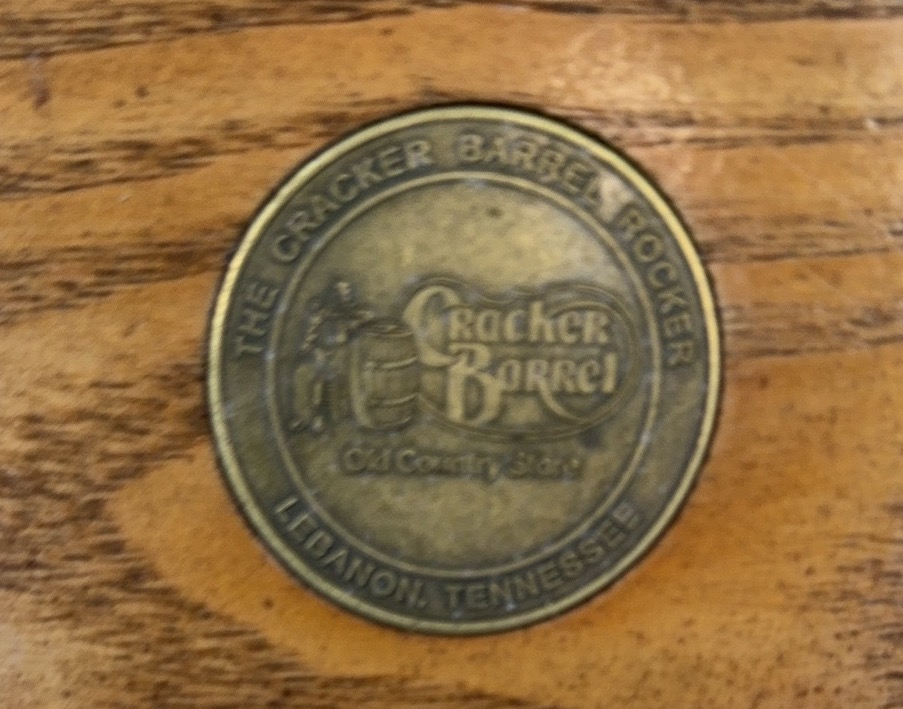 THE CRACKER BARREL ROCKER
Cracker
Barrel
Old Country Store
LEBANON, TENNESSEE